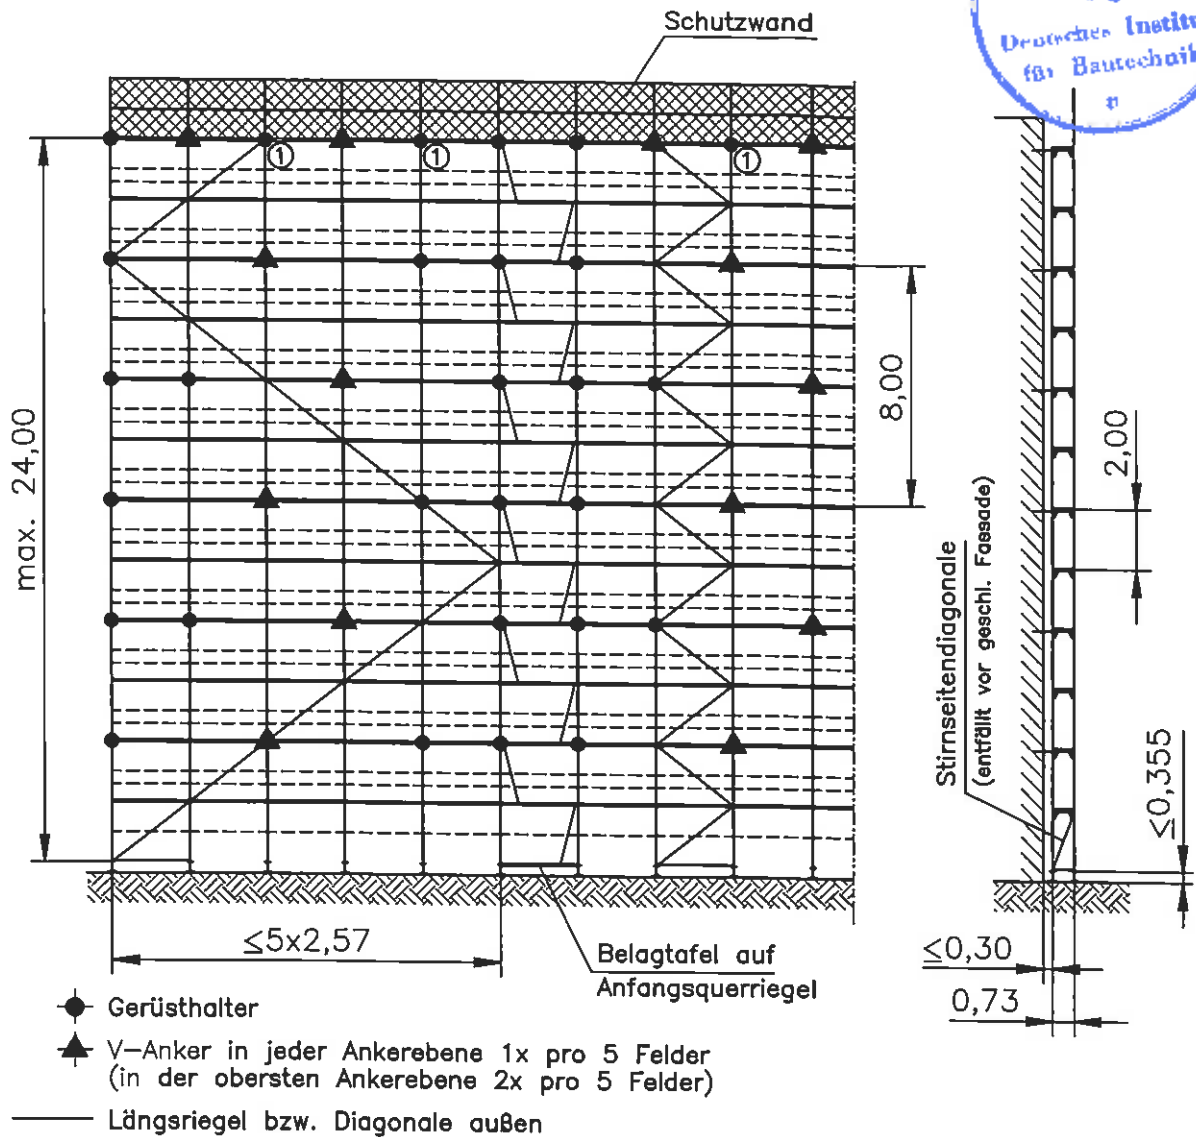 Schutzwand
Deutsches Institu
für Bautechnik
①
①
①
max. 24,00
8,00
2,00
Stirnseitendiagonale
(entfällt vor geschl. Fassade)
≤0,355
≤5x2,57
Belagtafel auf
Anfangsquerriegel
≤0,30
0,73
Gerüsthalter
V-Anker in jeder Ankerebene 1x pro 5 Felder
(in der obersten Ankerebene 2x pro 5 Felder)
Längsriegel bzw. Diagonale außen